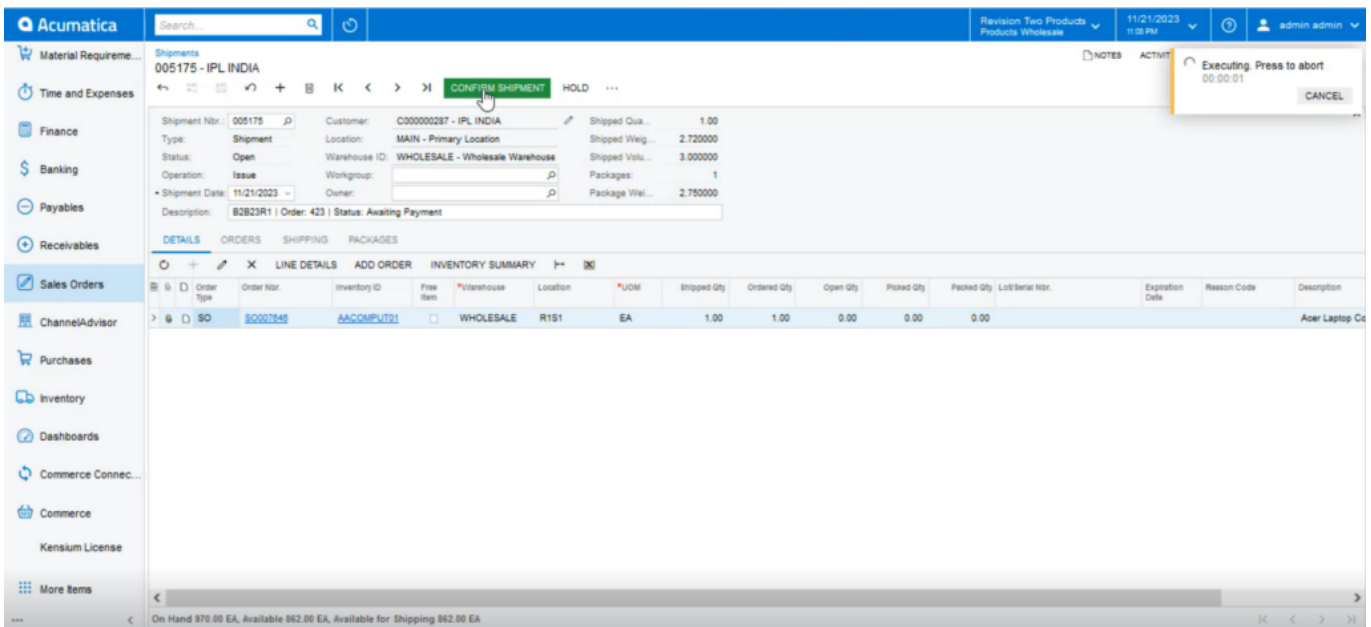 Acumatica
Search...
Revision Two Products
Products Wholesale
11/21/2023
11:05 PM
admin admin
Material Requireme...
Time and Expenses
Finance
Banking
Payables
Receivables
Sales Orders
ChannelAdvisor
Purchases
Inventory
Dashboards
Commerce Connec...
Commerce
Kensium License
More Items
Shipments
005175 - IPL INDIA
NOTES ACTIVIT
Executing. Press to abort
00:00:01
CANCEL
CONFIRM SHIPMENT HOLD ...
Shipment Nbr.: 005175 Customer: C000000287 - IPL INDIA Shipped Qua... 1.00
Type: Shipment Location: MAIN - Primary Location Shipped Weig... 2.720000
Status: Open Warehouse ID: WHOLESALE - Wholesale Warehouse Shipped Volu... 3.000000
Operation: Issue Workgroup: Packages: 1
* Shipment Date: 11/21/2023 Owner: Package Wei... 2.750000
Description: B2B23R1 | Order: 423 | Status: Awaiting Payment
DETAILS ORDERS SHIPPING PACKAGES
LINE DETAILS ADD ORDER INVENTORY SUMMARY
Order Type Order Nbr. Inventory ID Free Item *Warehouse Location *UOM Shipped Qty. Ordered Qty. Open Qty. Picked Qty. Packed Qty. Lot/Serial Nbr. Expiration Date Reason Code Description
SO SO007846 AACOMPUT01 WHOLESALE R1S1 EA 1.00 1.00 0.00 0.00 0.00 Acer Laptop Co
On Hand 970.00 EA, Available 862.00 EA, Available for Shipping 862.00 EA